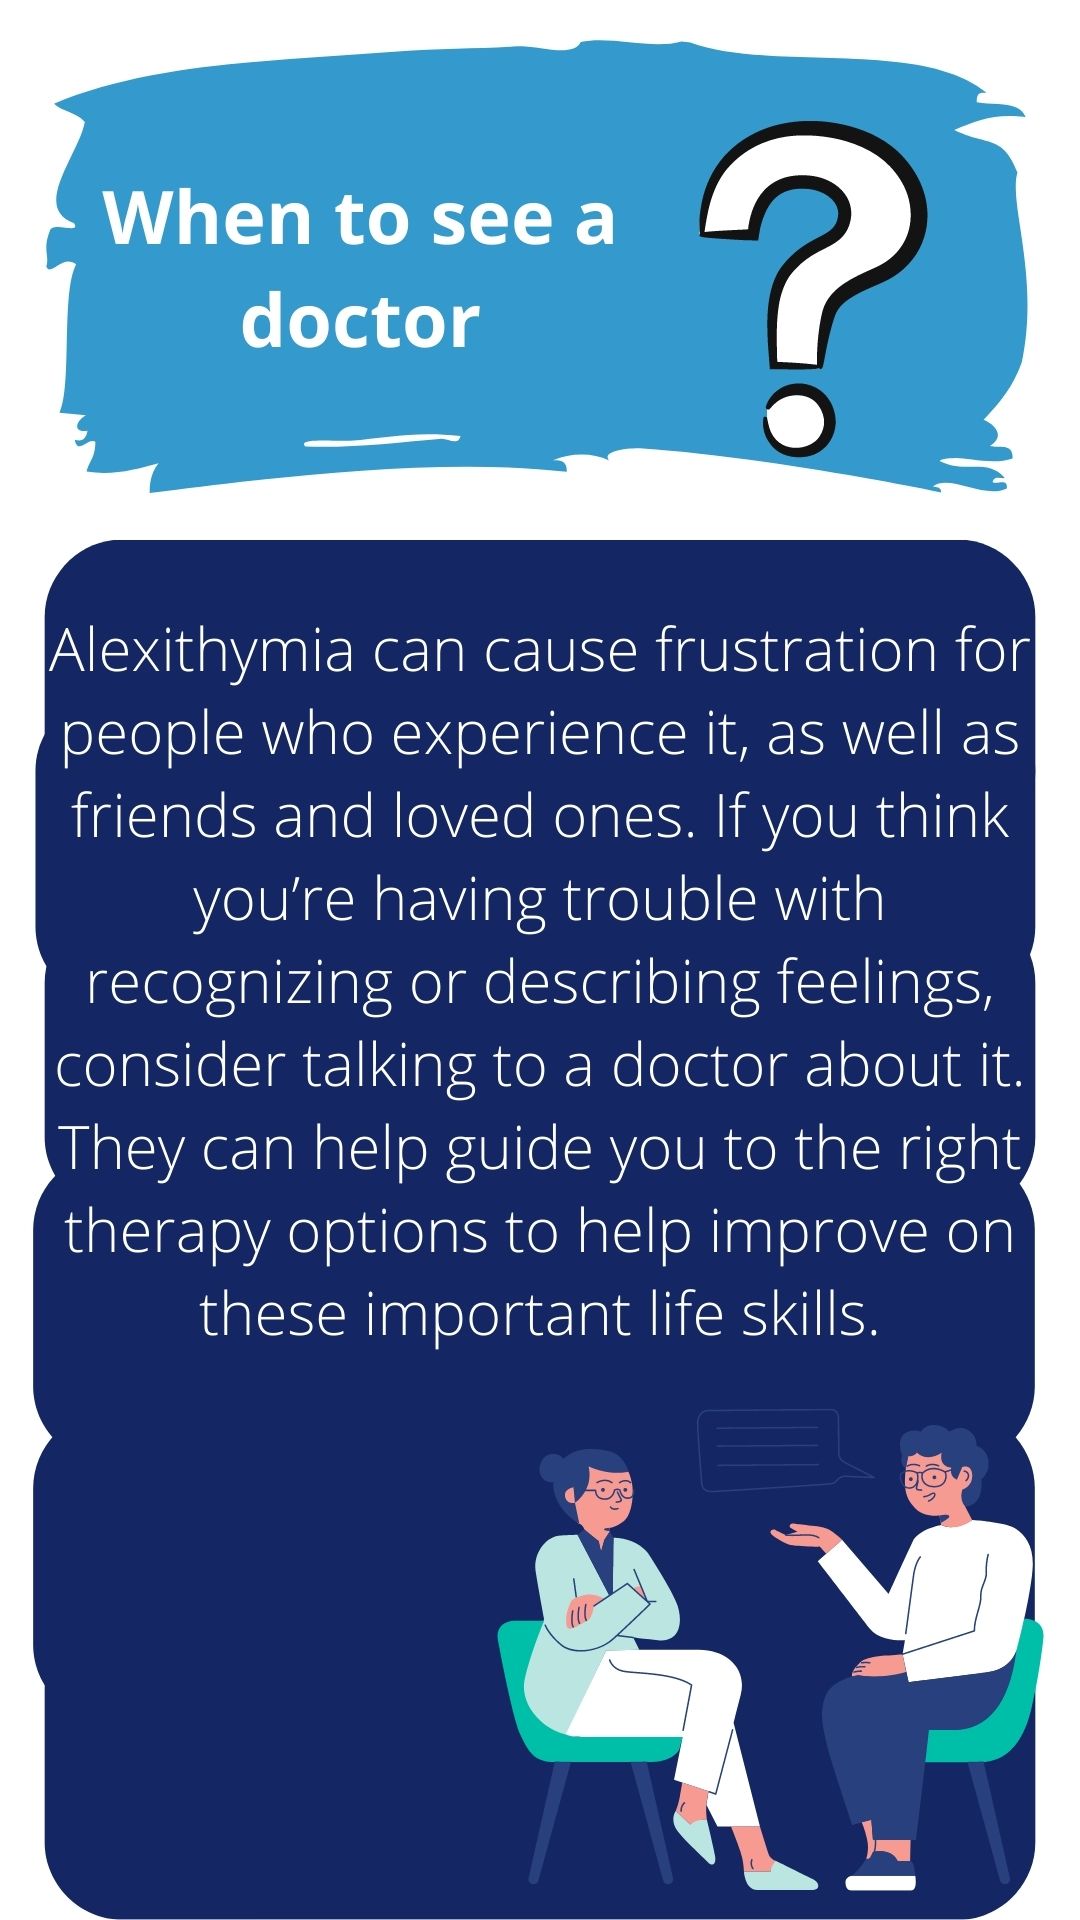 When to see a
doctor
?
Alexithymia can cause frustration for
people who experience it, as well as
friends and loved ones. If you think
you’re having trouble with
recognizing or describing feelings,
consider talking to a doctor about it.
They can help guide you to the right
therapy options to help improve on
these important life skills.